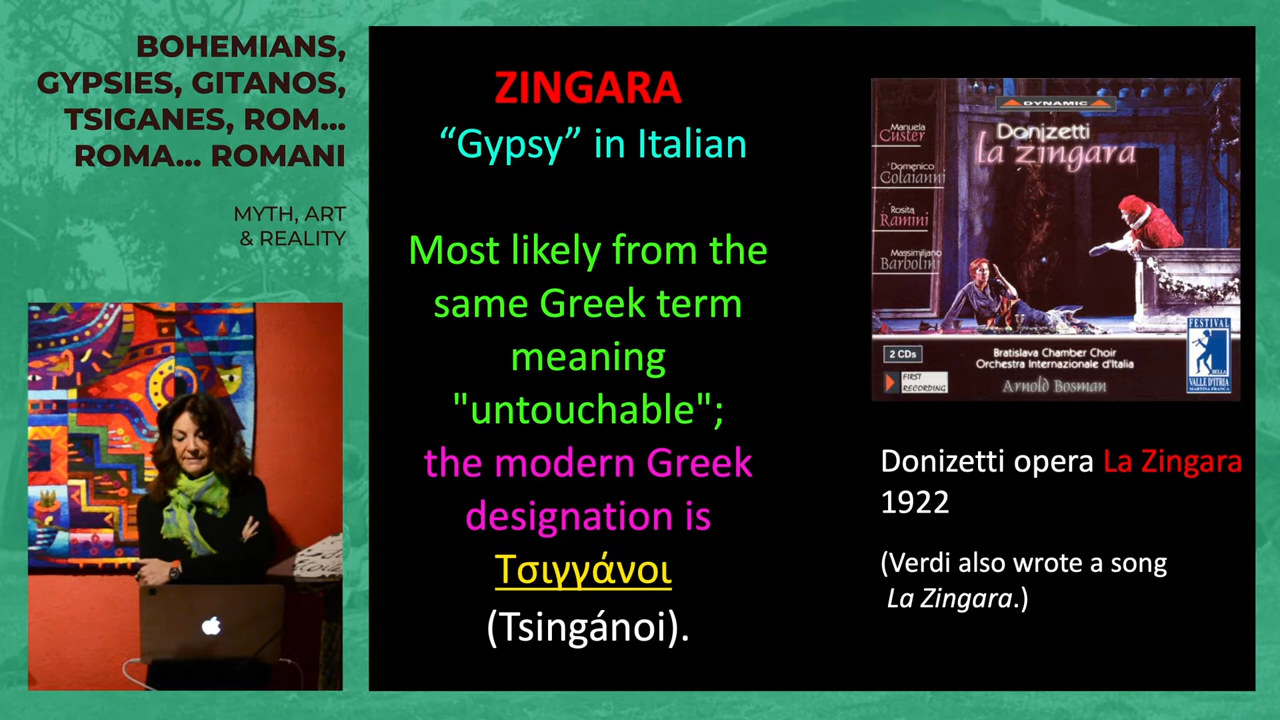 BOHEMIANS,
GYPSIES, GITANOS,
TSIGANES, ROM...
ROMA... ROMANI
MYTH, ART
& REALITY
ZINGARA
“Gypsy” in Italian
Most likely from the
same Greek term
meaning
"untouchable";
the modern Greek
designation is
Τσιγγάνοι
(Tsingánoi).
DYNAMIC
Donizetti
la zingara
Manuela
Custer
Domenico
Colaianni
Rosita
Ramini
Massimiliano
Barbolini
2 CDs
FIRST
RECORDING
Bratislava Chamber Choir
Orchestra Internazionale d'Italia
Arnold Bosman
FESTIVAL
DELLA
VALLE D'ITRIA
MARTINA FRANCA
Donizetti opera La Zingara
1922
(Verdi also wrote a song
La Zingara.)